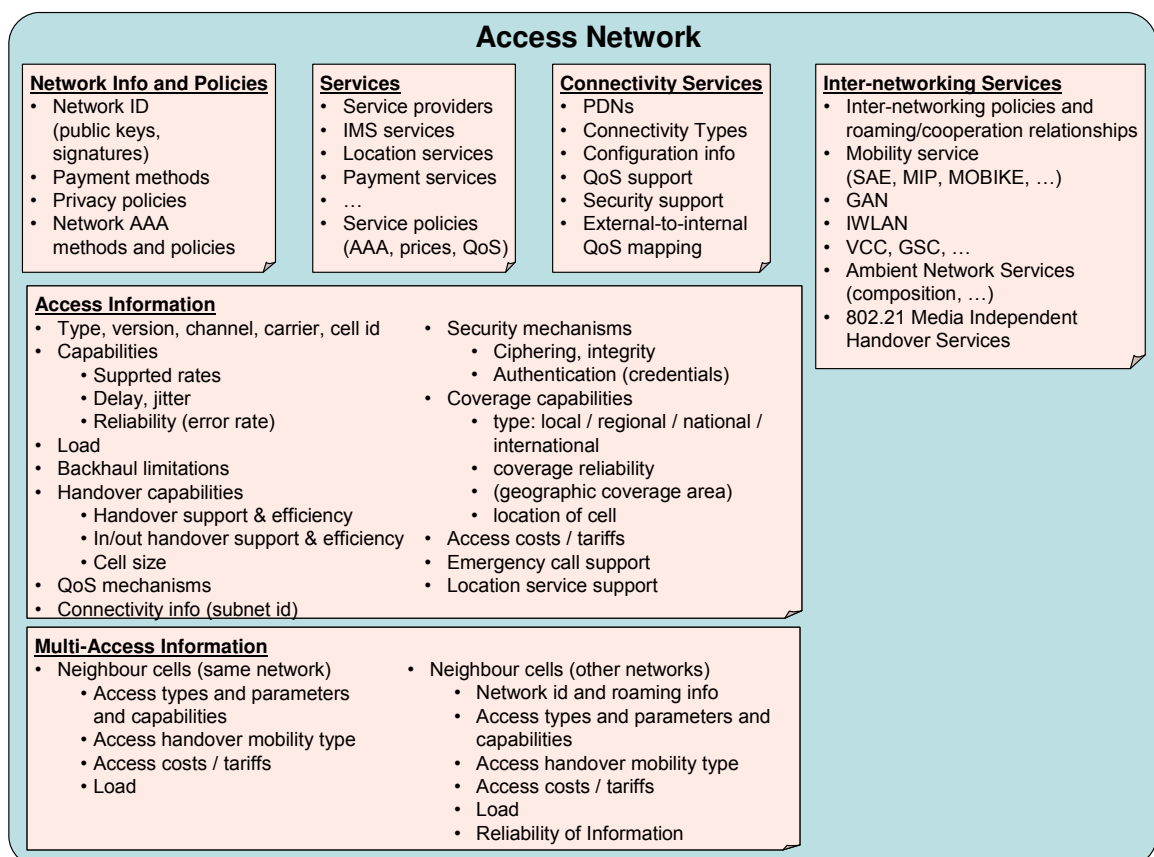 Access Network
Network Info and Policies
• Network ID
(public keys,
signatures)
• Payment methods
• Privacy policies
• Network AAA
methods and policies
Services
• Service providers
• IMS services
• Location services
• Payment services
• …
• Service policies
(AAA, prices, QoS)
Connectivity Services
• PDNs
• Connectivity Types
• Configuration info
• QoS support
• Security support
• External-to-internal
QoS mapping
Inter-networking Services
• Inter-networking policies and
roaming/cooperation relationships
• Mobility service
(SAE, MIP, MOBIKE, …)
• GAN
• IWLAN
• VCC, GSC, …
• Ambient Network Services
(composition, …)
• 802.21 Media Independent
Handover Services
Access Information
• Type, version, channel, carrier, cell id
• Capabilities
• Supprted rates
• Delay, jitter
• Reliability (error rate)
• Load
• Backhaul limitations
• Handover capabilities
• Handover support & efficiency
• In/out handover support & efficiency
• Cell size
• QoS mechanisms
• Connectivity info (subnet id)
• Security mechanisms
• Ciphering, integrity
• Authentication (credentials)
• Coverage capabilities
• type: local / regional / national /
international
• coverage reliability
• (geographic coverage area)
• location of cell
• Access costs / tariffs
• Emergency call support
• Location service support
Multi-Access Information
• Neighbour cells (same network)
• Access types and parameters
and capabilities
• Access handover mobility type
• Access costs / tariffs
• Load
• Neighbour cells (other networks)
• Network id and roaming info
• Access types and parameters and
capabilities
• Access handover mobility type
• Access costs / tariffs
• Load
• Reliability of Information